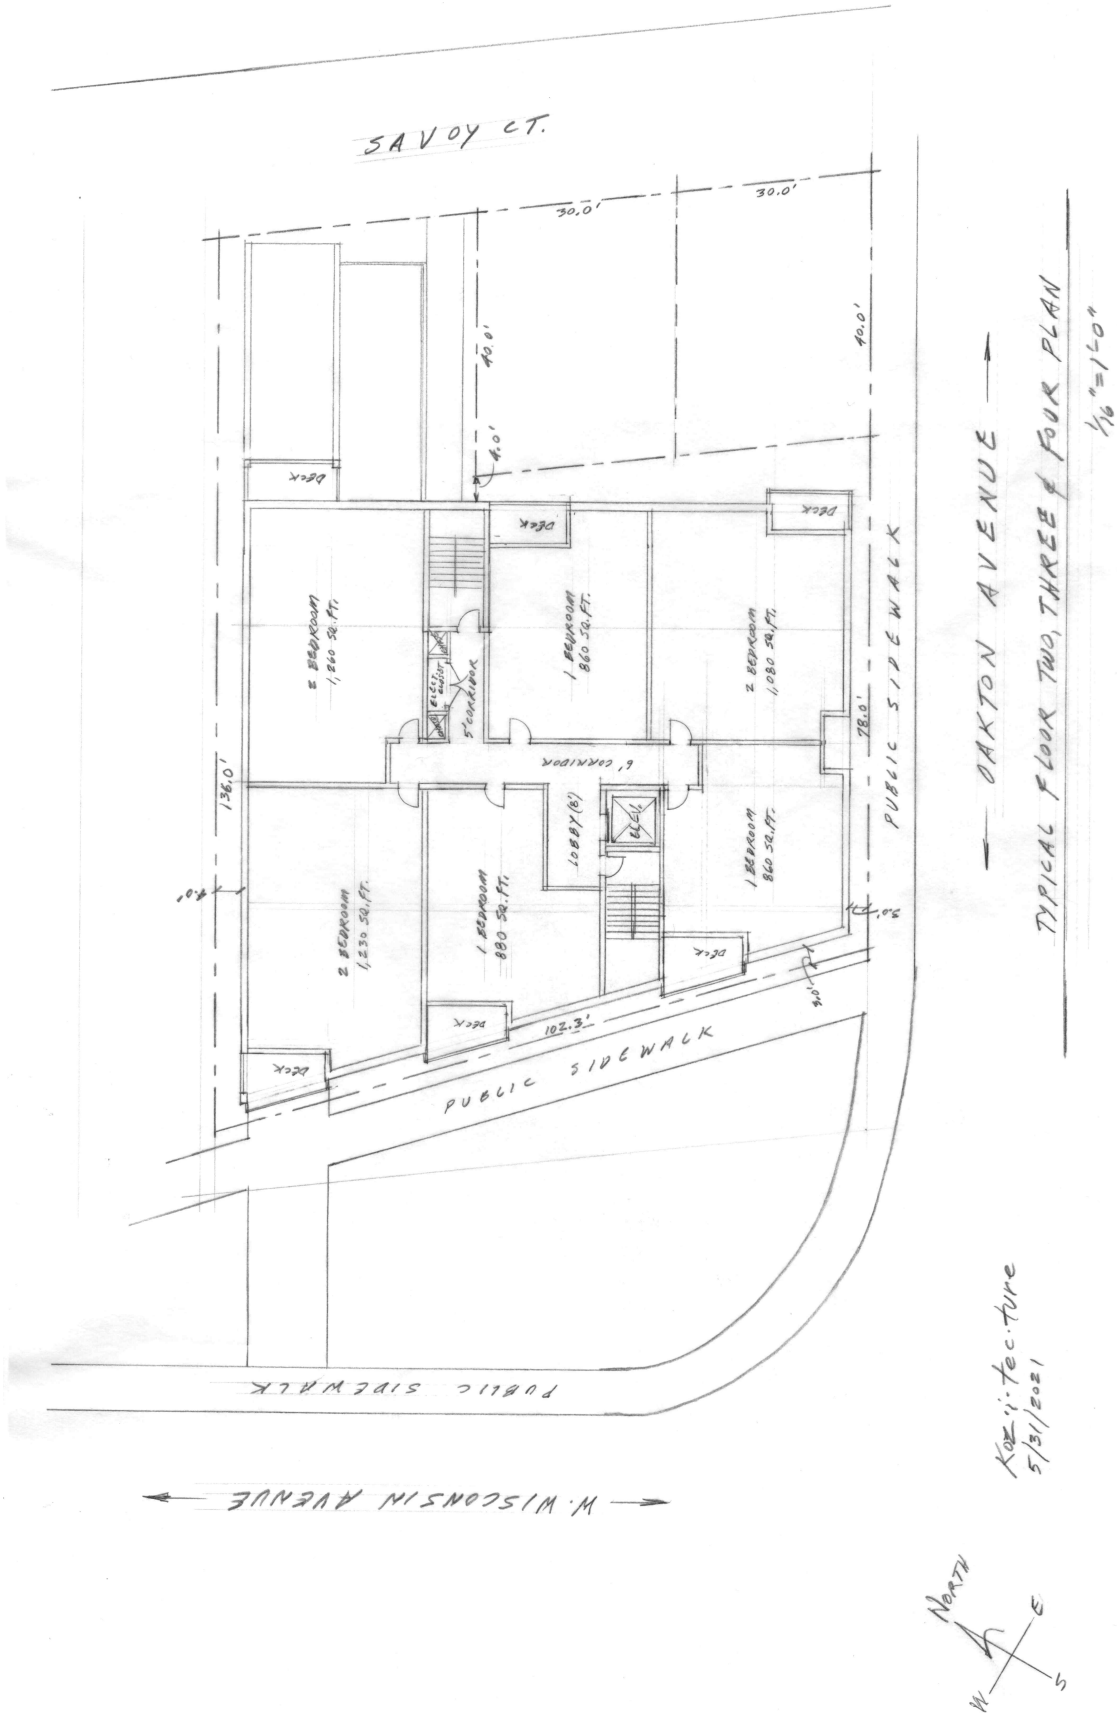 SAVOY CT.
30.0'
30.0'
40.0'
40.0'
4.0'
DECK
DECK
DECK
2 BEDROOM
1,260 SQ.FT.
1 BEDROOM
860 SQ.FT.
2 BEDROOM
1,080 SQ.FT.
ELECT.
CLOSET
5' CORRIDOR
6' CORRIDOR
136.0'
78.0'
LOBBY (8')
ELEV.
1 BEDROOM
860 SQ.FT.
2 BEDROOM
1,230 SQ.FT.
1 BEDROOM
880 SQ.FT.
3.0'
3.0'
DECK
DECK
DECK
102.3'
PUBLIC SIDEWALK
PUBLIC SIDEWALK
PUBLIC SIDEWALK
W. WISCONSIN AVENUE
OAKTON AVENUE
TYPICAL FLOOR TWO, THREE & FOUR PLAN
1/16"=1'-0"
Koz·i·tec·ture
5/31/2021
NORTH
W
E
S